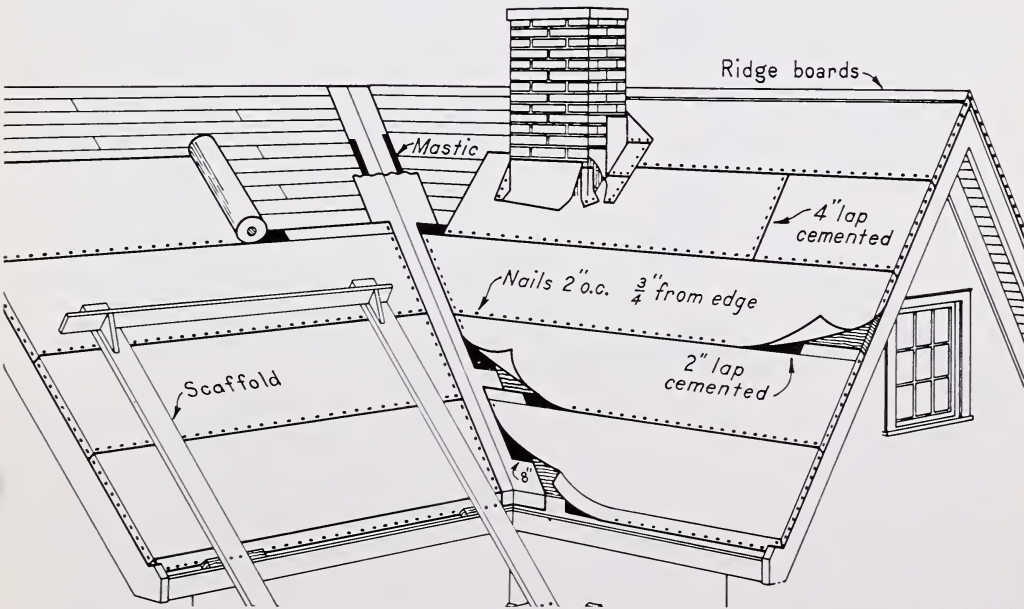 Ridge boards
Mastic
4" lap
cemented
Nails 2" o.c. 3/4" from edge
2" lap
cemented
Scaffold
8"